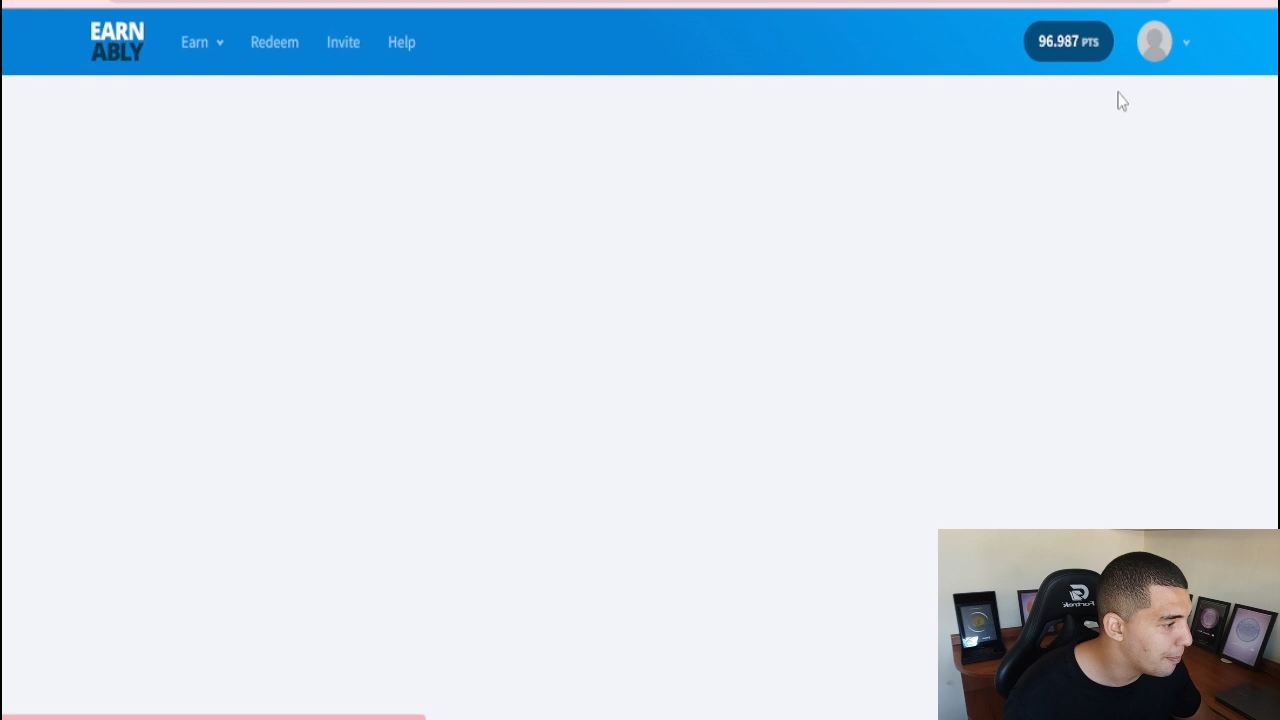 EARN
ABLY
Earn
Redeem
Invite
Help
96.987 PTS